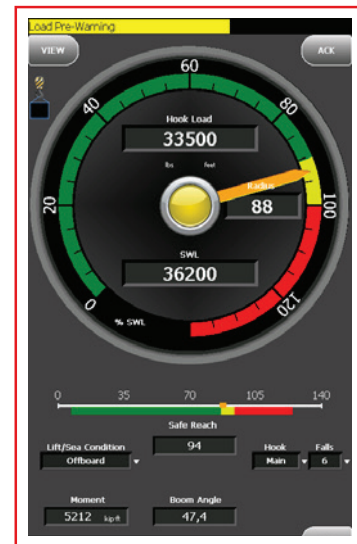 Load Pre-Warning
VIEW
ACK
60
40
80
Hook Load
33500
lbs feet
Radius
88
20
100
SWL
36200
0
120
% SWL
0 35 70 105 140
Safe Reach
94
Lift/Sea Condition
Offboard
Hook
Main
Falls
6
Moment
5212 kip·ft
Boom Angle
47,4